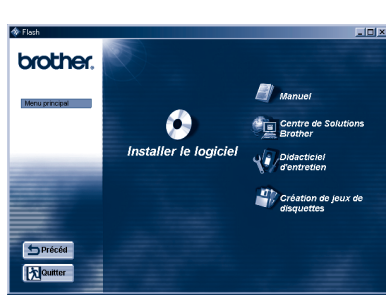 Flash
brother.
Menu principal
Installer le logiciel
Manuel
Centre de Solutions
Brother
Didacticiel
d'entretien
Création de jeux de
disquettes
Précéd
Quitter